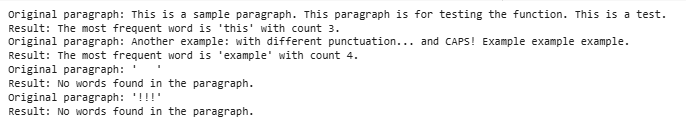 Original paragraph: This is a sample paragraph. This paragraph is for testing the function. This is a test.
Result: The most frequent word is 'this' with count 3.
Original paragraph: Another example: with different punctuation... and CAPS! Example example example.
Result: The most frequent word is 'example' with count 4.
Original paragraph: '   '
Result: No words found in the paragraph.
Original paragraph: '!!!'
Result: No words found in the paragraph.